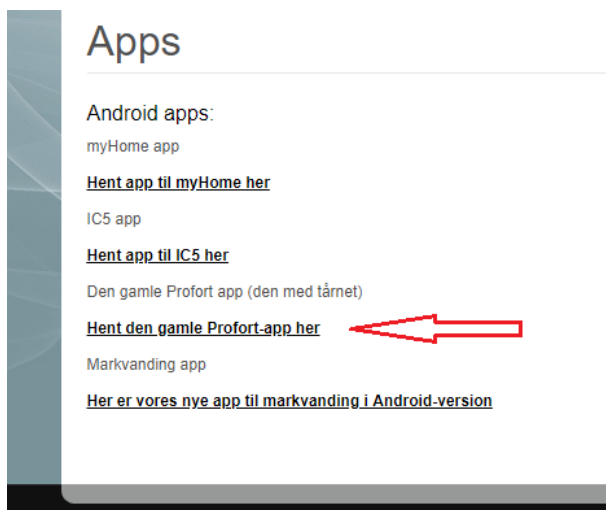 Apps
Android apps:
myHome app
Hent app til myHome her
IC5 app
Hent app til IC5 her
Den gamle Profort app (den med tårnet)
Hent den gamle Profort-app her
Markvanding app
Her er vores nye app til markvanding i Android-version